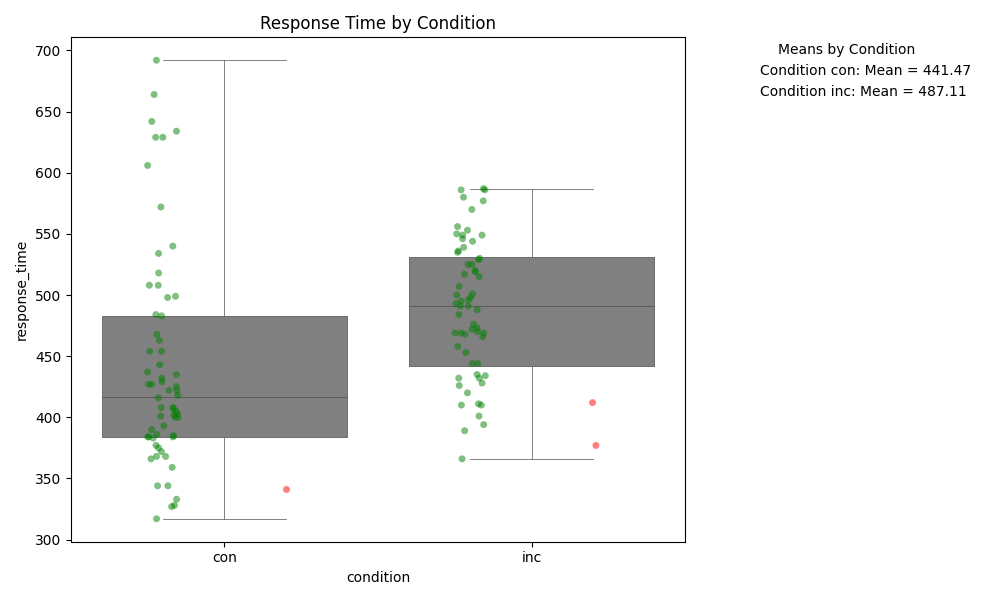 Response Time by Condition
Means by Condition
Condition con: Mean = 441.47
Condition inc: Mean = 487.11
700
650
600
550
500
450
400
350
300
response_time
con
inc
condition